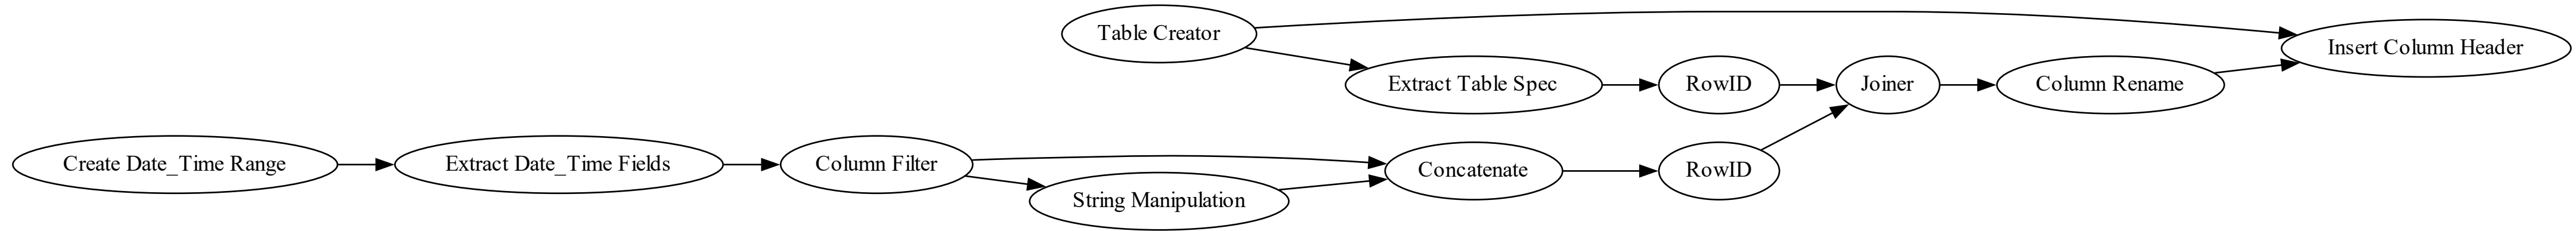 Table Creator
Insert Column Header
Extract Table Spec
RowID
Joiner
Column Rename
Create Date_Time Range
Extract Date_Time Fields
Column Filter
Concatenate
RowID
String Manipulation